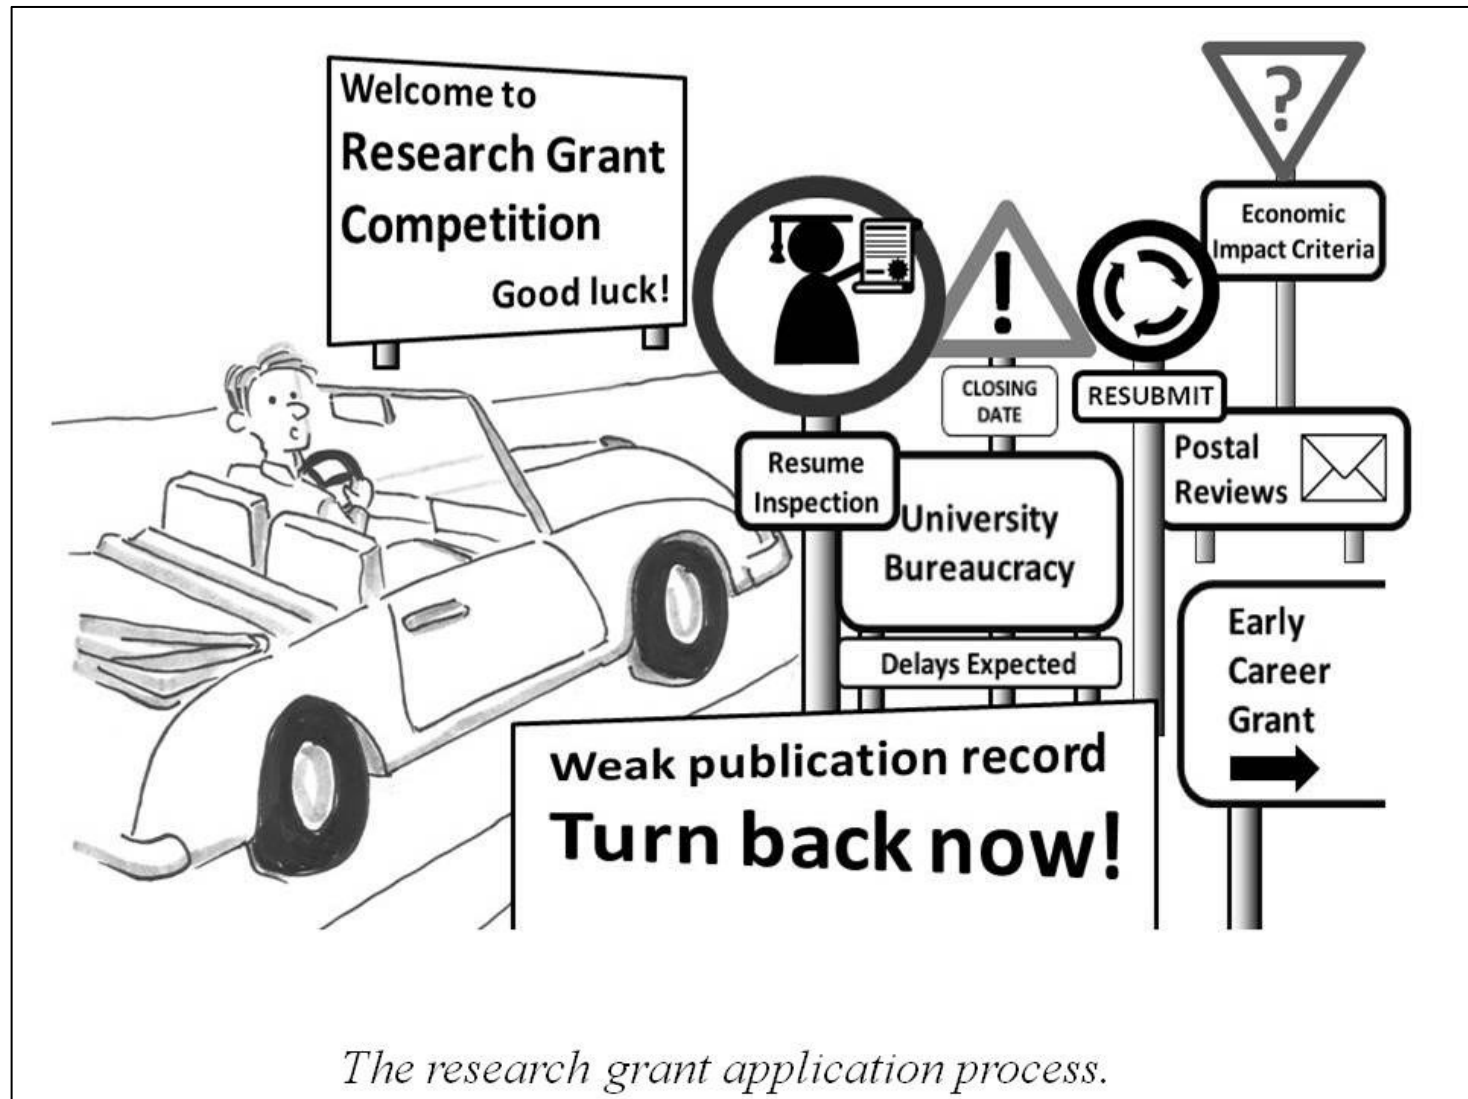 Welcome to
Research Grant
Competition
Good luck!
?
Economic
Impact Criteria
!
CLOSING
DATE
RESUBMIT
Resume
Inspection
Postal
Reviews
University
Bureaucracy
Delays Expected
Early
Career
Grant
Weak publication record
Turn back now!
The research grant application process.